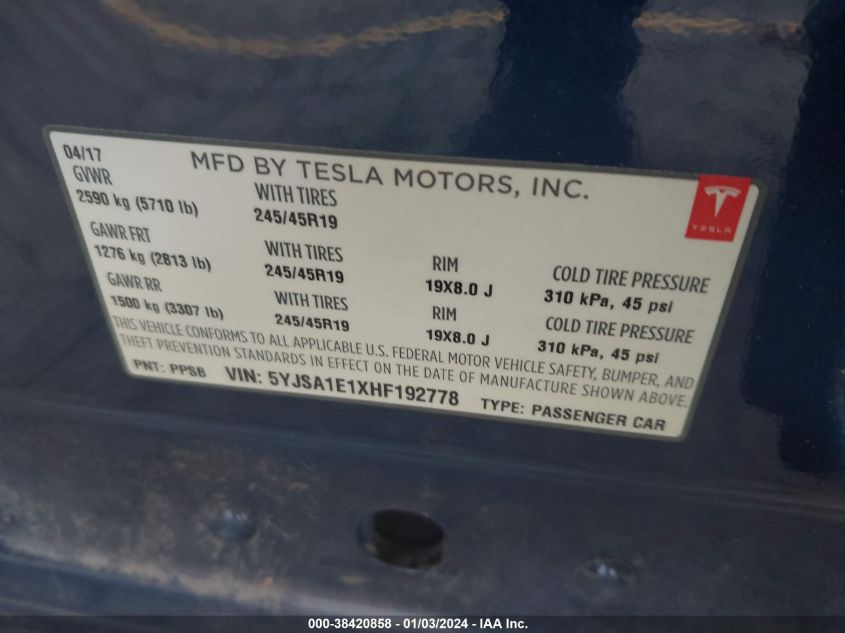 04/17 MFD BY TESLA MOTORS, INC.
GVWR WITH TIRES
2590 kg (5710 lb) 245/45R19
GAWR FRT WITH TIRES RIM COLD TIRE PRESSURE
1276 kg (2813 lb) 245/45R19 19X8.0 J 310 kPa, 45 psi
GAWR RR WITH TIRES RIM COLD TIRE PRESSURE
1500 kg (3307 lb) 245/45R19 19X8.0 J 310 kPa, 45 psi
THIS VEHICLE CONFORMS TO ALL APPLICABLE U.S. FEDERAL MOTOR VEHICLE SAFETY, BUMPER, AND
THEFT PREVENTION STANDARDS IN EFFECT ON THE DATE OF MANUFACTURE SHOWN ABOVE.
PNT: PPSB VIN: 5YJSA1E1XHF192778 TYPE: PASSENGER CAR
TESLA
000-38420858 - 01/03/2024 - IAA Inc.